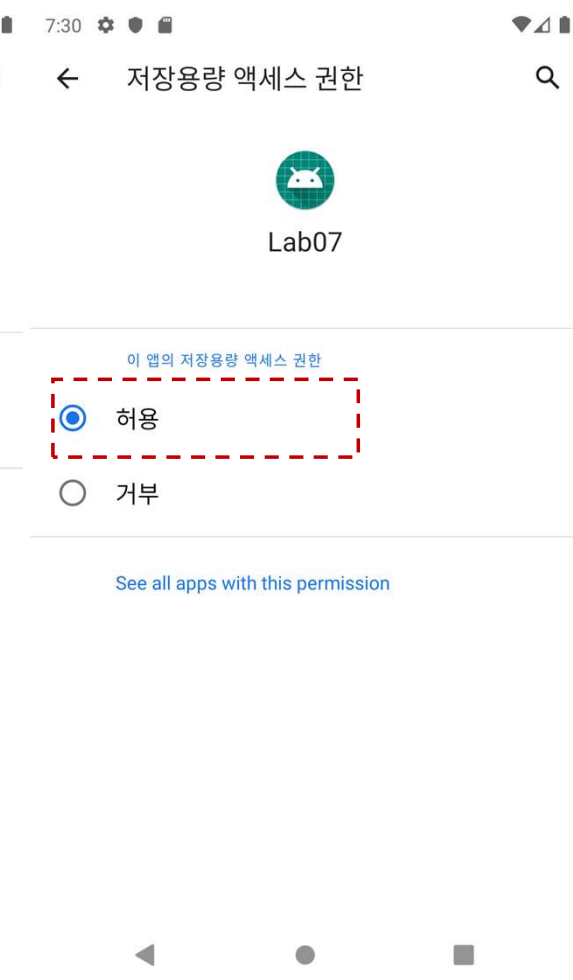 7:30
저장용량 액세스 권한
Lab07
이 앱의 저장용량 액세스 권한
허용
거부
See all apps with this permission